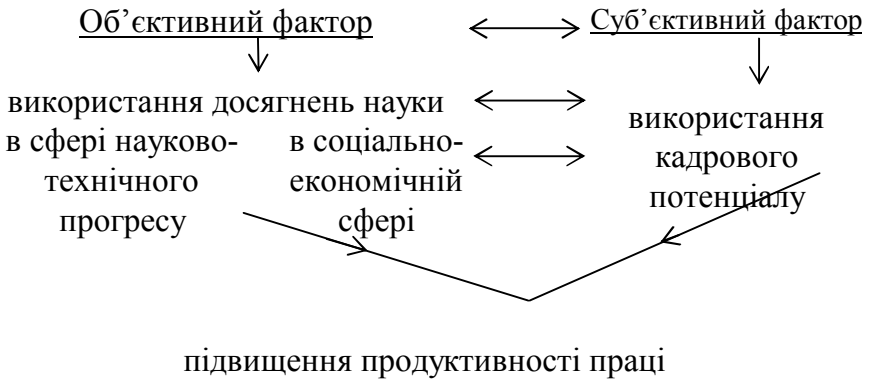 Об’єктивний фактор
Суб’єктивний фактор
використання досягнень науки
в сфері науково-
технічного
прогресу
в соціально-
економічній
сфері
використання
кадрового
потенціалу
підвищення продуктивності праці